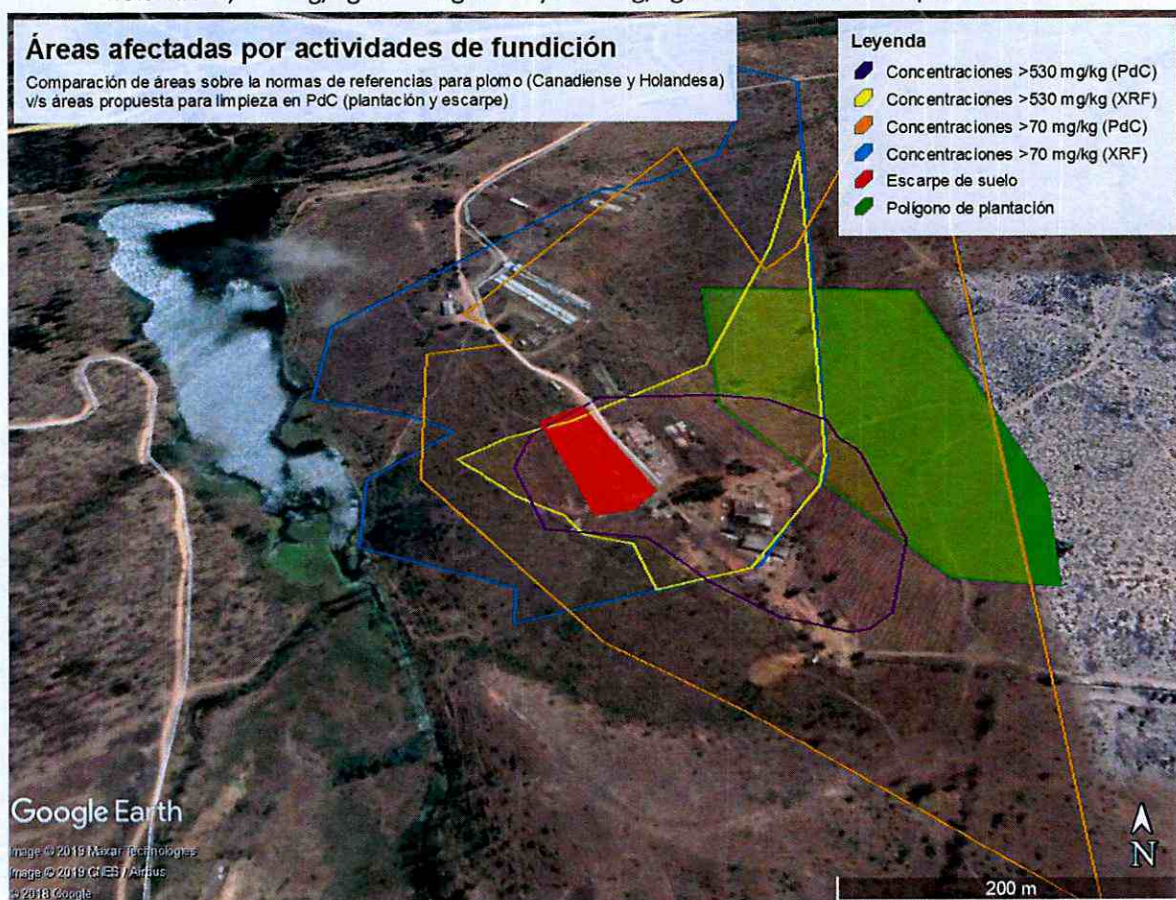 Áreas afectadas por actividades de fundición
Comparación de áreas sobre la normas de referencias para plomo (Canadiense y Holandesa)
v/s áreas propuesta para limpieza en PdC (plantación y escarpe)
Leyenda
Concentraciones >530 mg/kg (PdC)
Concentraciones >530 mg/kg (XRF)
Concentraciones >70 mg/kg (PdC)
Concentraciones >70 mg/kg (XRF)
Escarpe de suelo
Polígono de plantación
Google Earth
Image © 2019 Maxar Technologies
Image © 2019 CNES / Airbus
© 2018 Google
N
200 m